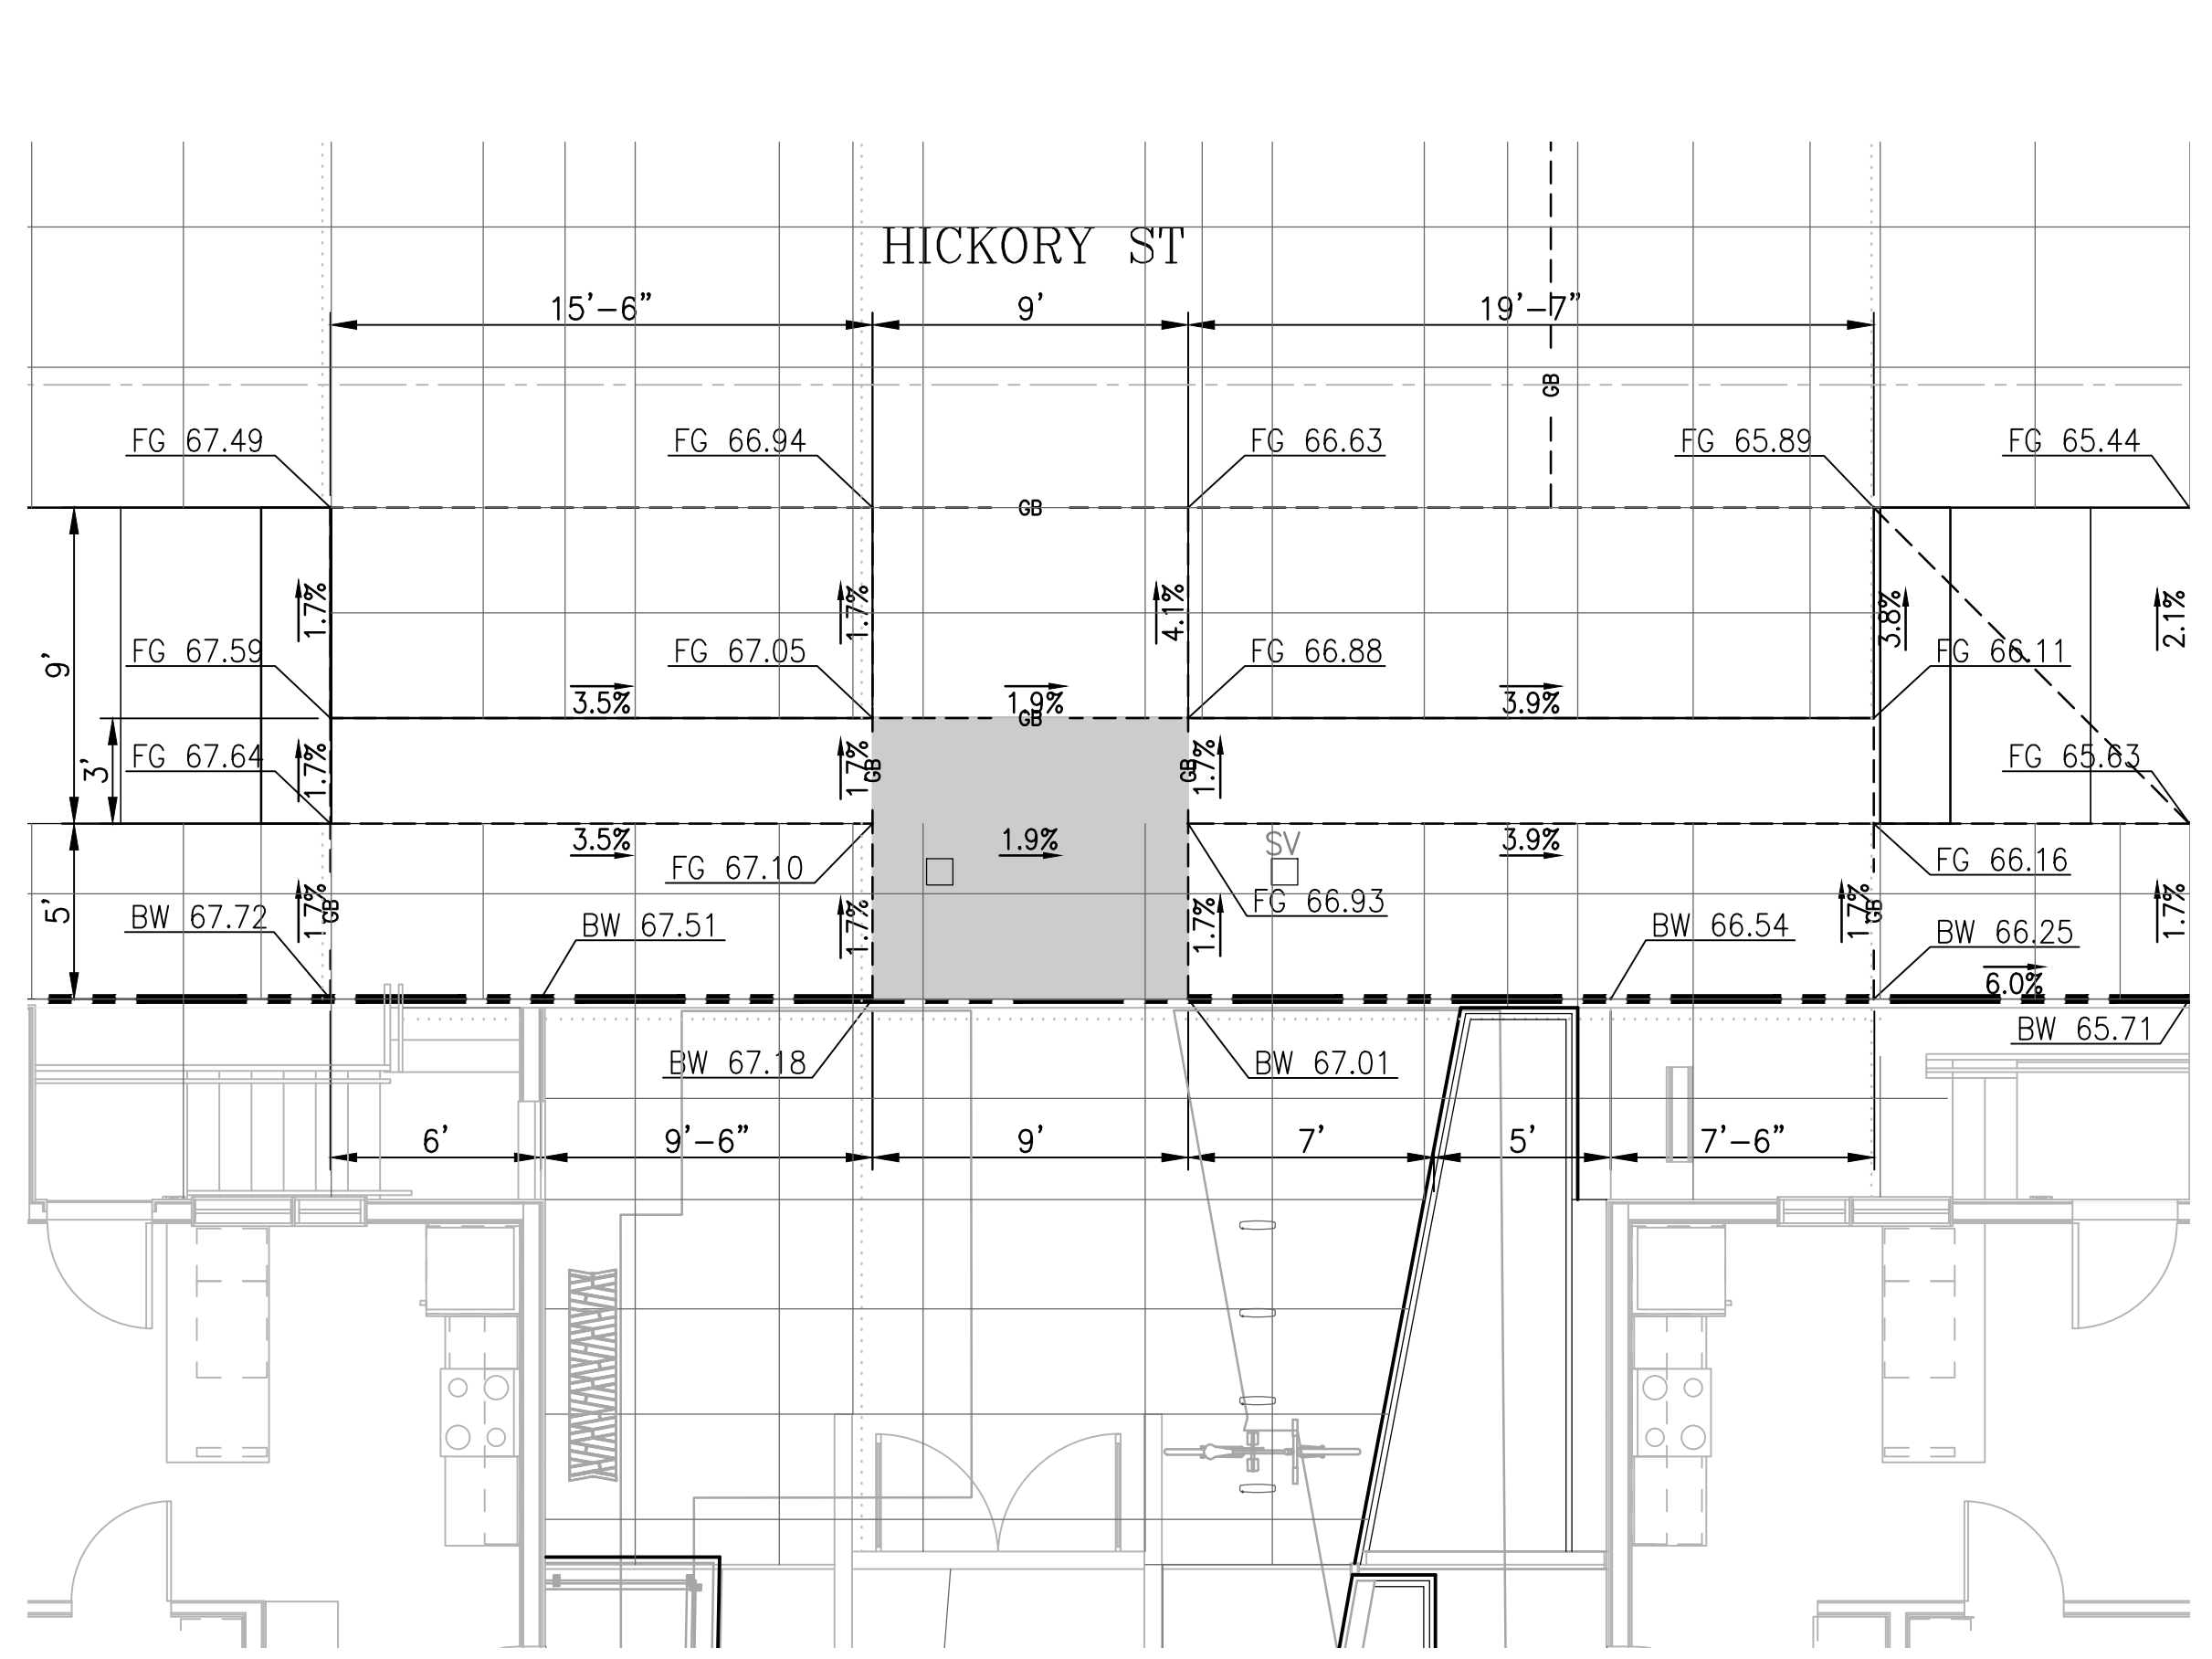 HICKORY ST
15'-6" 9' 19'-7"
GB
FG 67.49 FG 66.94 FG 66.63 FG 65.89 FG 65.44
GB
1.7% 1.7% 4.1% 3.8% 2.1%
9'
FG 67.59 FG 67.05 FG 66.88 FG 66.11
3.5% 1.9% 3.9%
GB
3'
FG 67.64 1.7% 1.7% GB GB 1.7% FG 65.63
3.5% 1.9% SV 3.9%
FG 67.10 FG 66.16
5'
BW 67.72 1.7% GB BW 67.51 1.7% 1.7% FG 66.93 BW 66.54 1.7% GB BW 66.25 1.7%
6.0%
BW 67.18 BW 67.01 BW 65.71
6' 9'-6" 9' 7' 5' 7'-6"